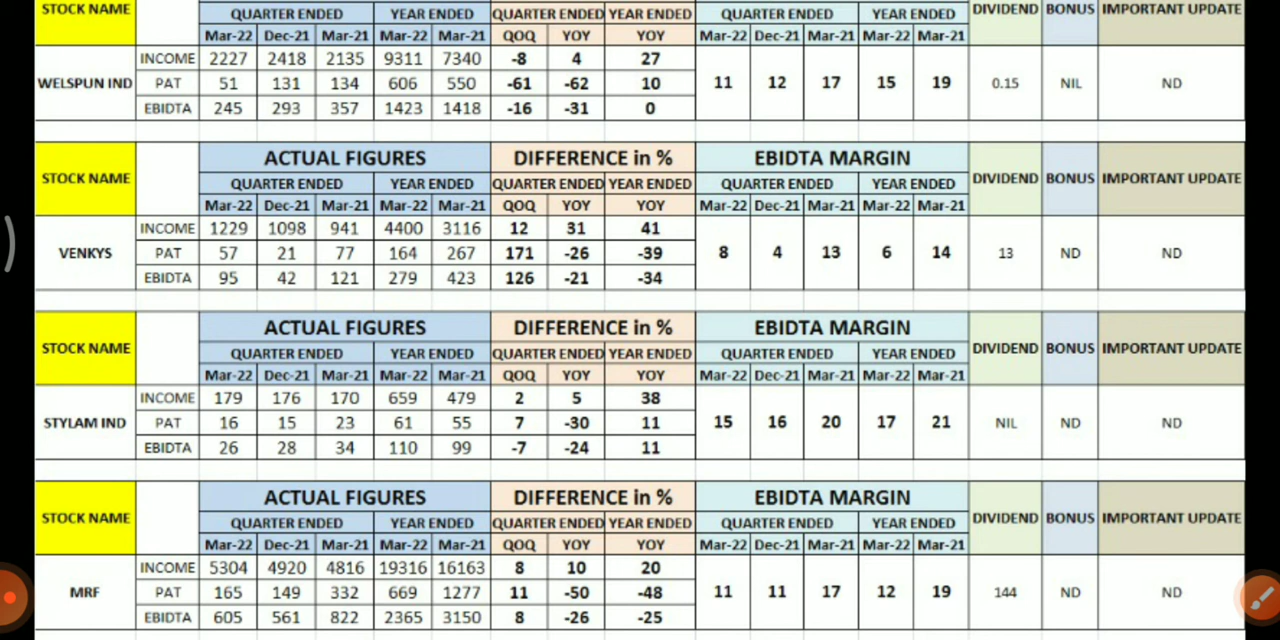 STOCK NAME QUARTER ENDED YEAR ENDED QUARTER ENDED YEAR ENDED QUARTER ENDED YEAR ENDED DIVIDEND BONUS IMPORTANT UPDATE
Mar-22 Dec-21 Mar-21 Mar-22 Mar-21 QOQ YOY YOY Mar-22 Dec-21 Mar-21 Mar-22 Mar-21
INCOME 2227 2418 2135 9311 7340 -8 4 27
WELSPUN IND PAT 51 131 134 606 550 -61 -62 10 11 12 17 15 19 0.15 NIL ND
EBIDTA 245 293 357 1423 1418 -16 -31 0
ACTUAL FIGURES DIFFERENCE in % EBIDTA MARGIN
STOCK NAME QUARTER ENDED YEAR ENDED QUARTER ENDED YEAR ENDED QUARTER ENDED YEAR ENDED DIVIDEND BONUS IMPORTANT UPDATE
Mar-22 Dec-21 Mar-21 Mar-22 Mar-21 QOQ YOY YOY Mar-22 Dec-21 Mar-21 Mar-22 Mar-21
INCOME 1229 1098 941 4400 3116 12 31 41
VENKYS PAT 57 21 77 164 267 171 -26 -39 8 4 13 6 14 13 ND ND
EBIDTA 95 42 121 279 423 126 -21 -34
ACTUAL FIGURES DIFFERENCE in % EBIDTA MARGIN
STOCK NAME QUARTER ENDED YEAR ENDED QUARTER ENDED YEAR ENDED QUARTER ENDED YEAR ENDED DIVIDEND BONUS IMPORTANT UPDATE
Mar-22 Dec-21 Mar-21 Mar-22 Mar-21 QOQ YOY YOY Mar-22 Dec-21 Mar-21 Mar-22 Mar-21
INCOME 179 176 170 659 479 2 5 38
STYLAM IND PAT 16 15 23 61 55 7 -30 11 15 16 20 17 21 NIL ND ND
EBIDTA 26 28 34 110 99 -7 -24 11
ACTUAL FIGURES DIFFERENCE in % EBIDTA MARGIN
STOCK NAME QUARTER ENDED YEAR ENDED QUARTER ENDED YEAR ENDED QUARTER ENDED YEAR ENDED DIVIDEND BONUS IMPORTANT UPDATE
Mar-22 Dec-21 Mar-21 Mar-22 Mar-21 QOQ YOY YOY Mar-22 Dec-21 Mar-21 Mar-22 Mar-21
INCOME 5304 4920 4816 19316 16163 8 10 20
MRF PAT 165 149 332 669 1277 11 -50 -48 11 11 17 12 19 144 ND ND
EBIDTA 605 561 822 2365 3150 8 -26 -25